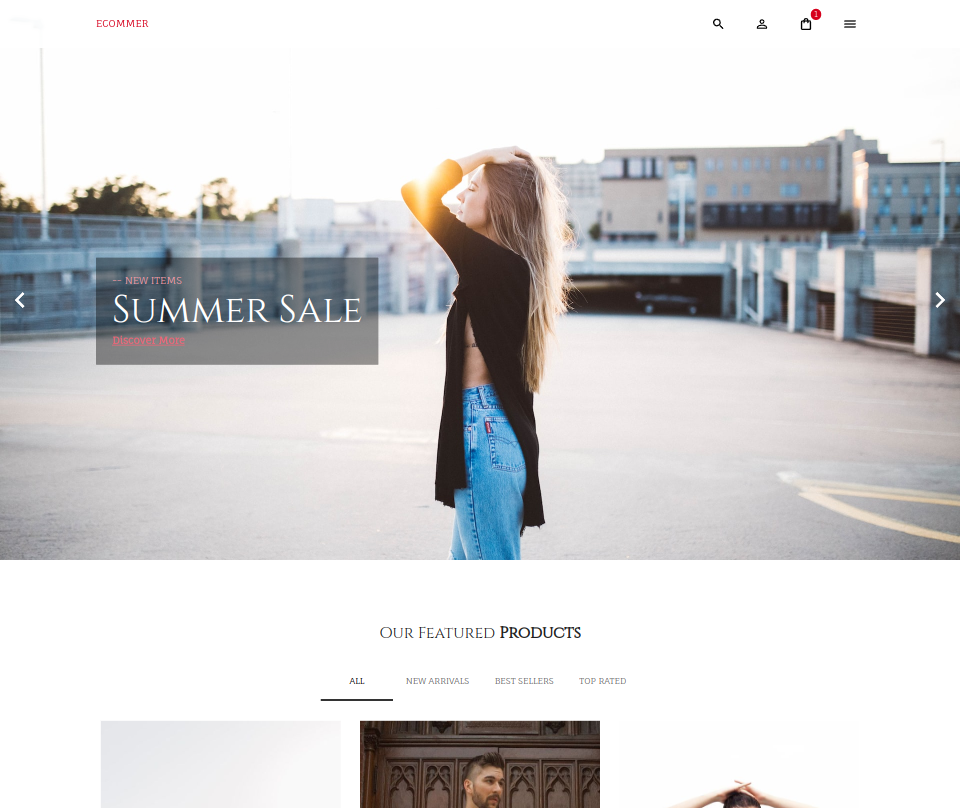 ECOMMER
1
-- NEW ITEMS
SUMMER SALE
Discover More
OUR FEATURED PRODUCTS
ALL NEW ARRIVALS BEST SELLERS TOP RATED